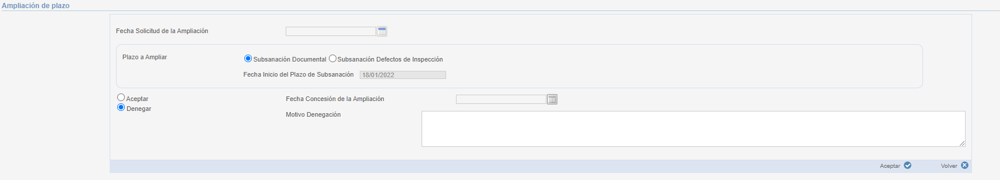 Ampliación de plazo
Fecha Solicitud de la Ampliación
Plazo a Ampliar
Subsanación Documental Subsanación Defectos de Inspección
Fecha Inicio del Plazo de Subsanación 18/01/2022
Aceptar
Fecha Concesión de la Ampliación
Denegar
Motivo Denegación
Aceptar Volver